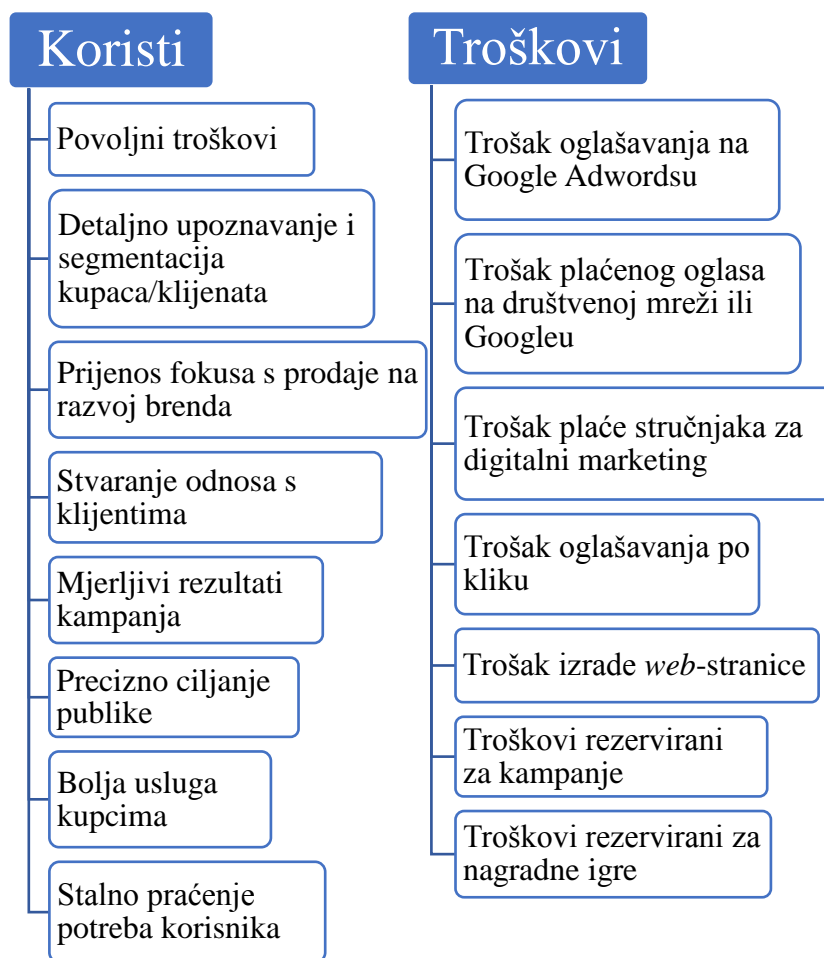 Koristi
Povoljni troškovi
Detaljno upoznavanje i
segmentacija
kupaca/klijenata
Prijenos fokusa s prodaje na
razvoj brenda
Stvaranje odnosa s
klijentima
Mjerljivi rezultati
kampanja
Precizno ciljanje
publike
Bolja usluga
kupcima
Stalno praćenje
potreba korisnika
Troškovi
Trošak oglašavanja na
Google Adwordsu
Trošak plaćenog oglasa
na društvenoj mreži ili
Googleu
Trošak plaće stručnjaka za
digitalni marketing
Trošak oglašavanja po
kliku
Trošak izrade web-stranice
Troškovi rezervirani
za kampanje
Troškovi rezervirani za
nagradne igre